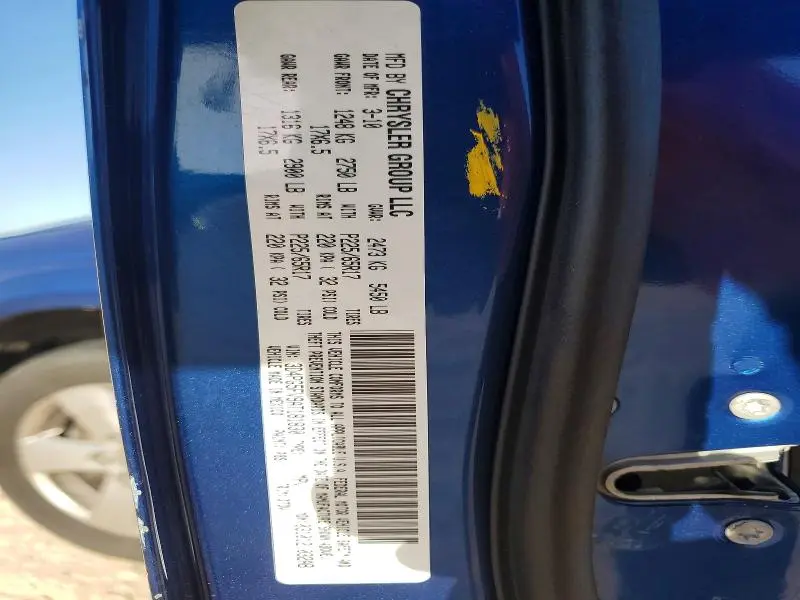 MFD BY CHRYSLER GROUP LLC
DATE OF MFR: 3-10 GVWR: 2473 KG 5450 LB
GAWR FRONT: 1248 KG 2750 LB WITH P225/65R17 TIRES
17X6.5 RIMS AT 220 KPA ( 32 PSI) COLD
GAWR REAR: 1316 KG 2900 LB WITH P225/65R17 TIRES
17X6.5 RIMS AT 220 KPA ( 32 PSI) COLD
THIS VEHICLE CONFORMS TO ALL APPLICABLE U.S.A. FEDERAL MOTOR VEHICLE SAFETY AND
THEFT PREVENTION STANDARDS IN EFFECT ON THE DATE OF MANUFACTURE SHOWN ABOVE.
VIN:
VEHICLE MADE IN MEXICO